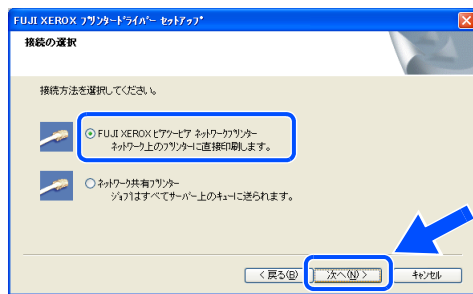 FUJI XEROX プリンタードライバー セットアップ
接続の選択
接続方法を選択してください。
FUJI XEROX ピアツーピア ネットワークプリンター
ネットワーク上のプリンターに直接印刷します。
ネットワーク共有プリンター
ジョブはすべてサーバー上のキューに送られます。
< 戻る(B) 次へ(N) > キャンセル